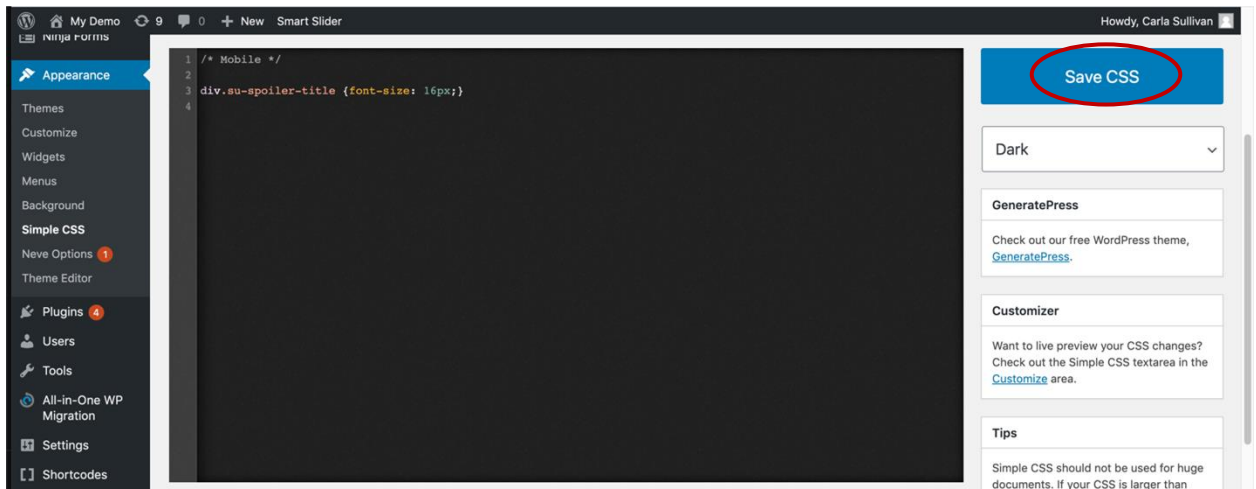 My Demo 9 0 + New Smart Slider Howdy, Carla Sullivan
Ninja Forms
Appearance
Themes
Customize
Widgets
Menus
Background
Simple CSS
Neve Options 1
Theme Editor
Plugins 4
Users
Tools
All-in-One WP
Migration
Settings
Shortcodes
1 /* Mobile */
2
3 div.su-spoiler-title {font-size: 16px;}
4
Save CSS
Dark
GeneratePress
Check out our free WordPress theme,
GeneratePress.
Customizer
Want to live preview your CSS changes?
Check out the Simple CSS textarea in the
Customize area.
Tips
Simple CSS should not be used for huge
documents. If your CSS is larger than